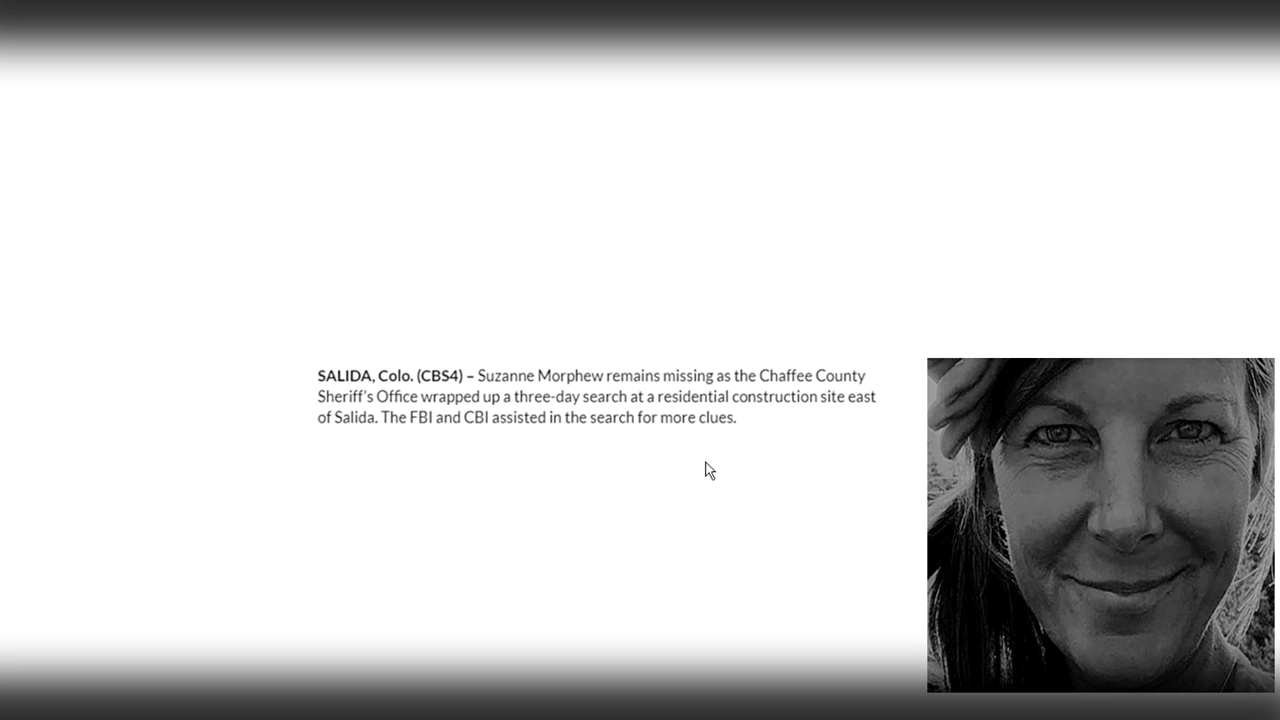 SALIDA, Colo. (CBS4) – Suzanne Morphew remains missing as the Chaffee County
Sheriff's Office wrapped up a three-day search at a residential construction site east
of Salida. The FBI and CBI assisted in the search for more clues.